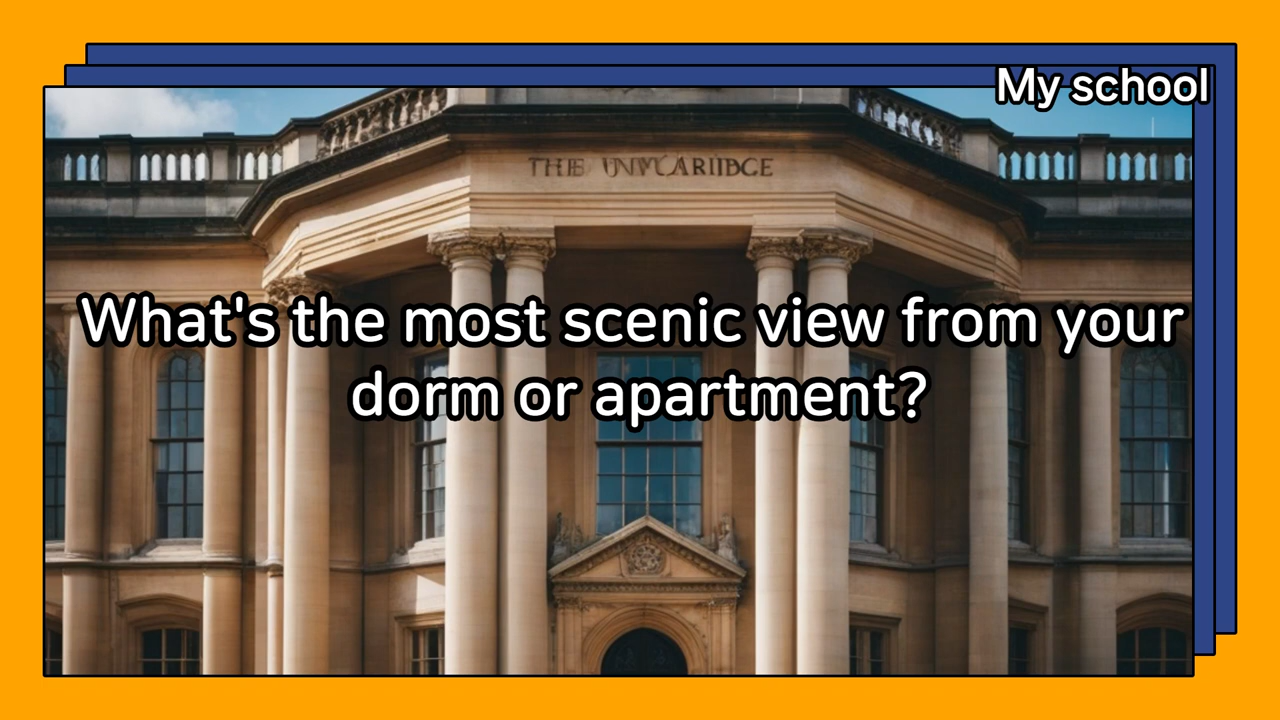 My school
THE
What's the most scenic view from your
dorm or apartment?